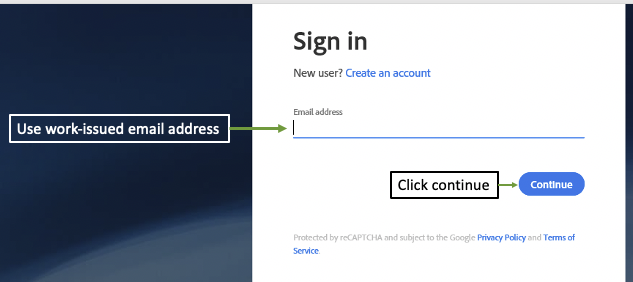 Sign in
New user? Create an account
Email address
Use work-issued email address
Click continue
Continue
Protected by reCAPTCHA and subject to the Google Privacy Policy and Terms of
Service.